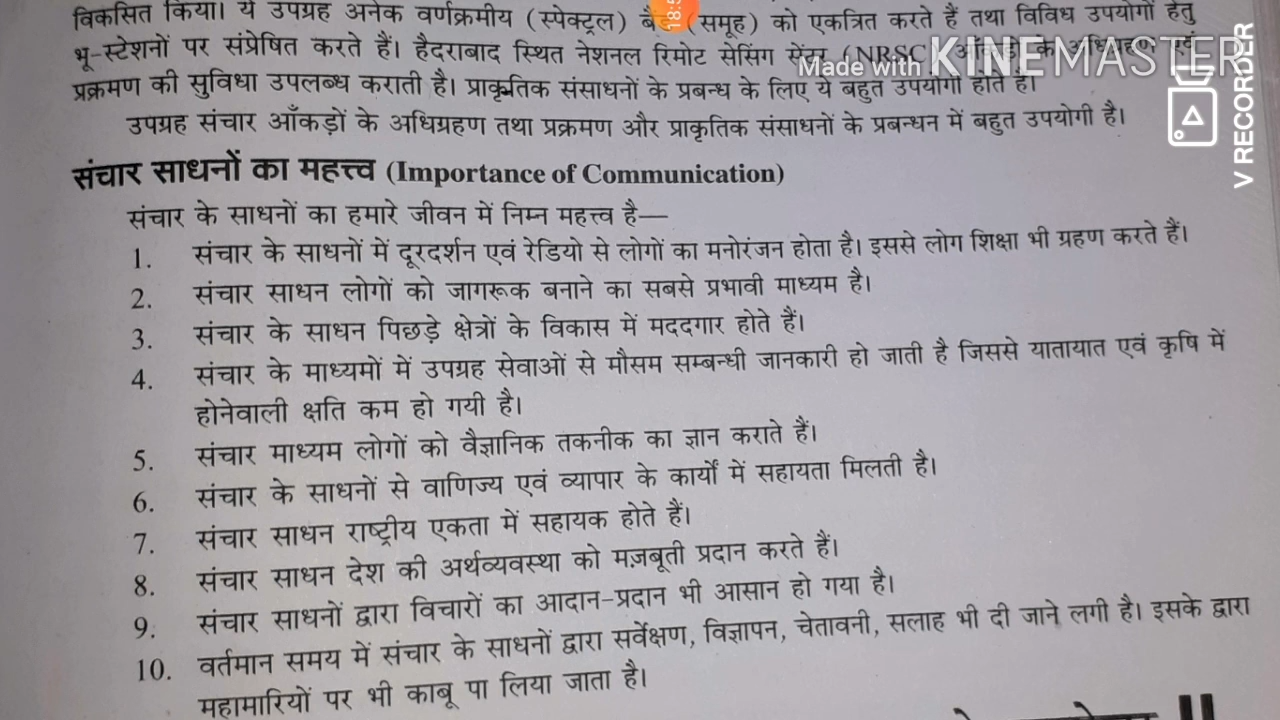 विकसित किया। ये उपग्रह अनेक वर्णक्रमीय (स्पेक्ट्रल) (समूह) को एकत्रित करते हैं तथा विविध उपयोगों हेतु
18:5
भू-स्टेशनों पर संप्रेषित करते हैं। हैदराबाद स्थित नेशनल रिमोट सेसिंग सेंटर (NRSC) आँकड़ों के अधिग्रहण एवं
Made with KINEMASTER
प्रक्रमण की सुविधा उपलब्ध कराती है। प्राकृतिक संसाधनों के प्रबन्ध के लिए ये बहुत उपयोगी होते है।
उपग्रह संचार आँकड़ों के अधिग्रहण तथा प्रक्रमण और प्राकृतिक संसाधनों के प्रबन्धन में बहुत उपयोगी है।
V RECORDER
संचार साधनों का महत्त्व (Importance of Communication)
संचार के साधनों का हमारे जीवन में निम्न महत्त्व है—
1. संचार के साधनों में दूरदर्शन एवं रेडियो से लोगों का मनोरंजन होता है। इससे लोग शिक्षा भी ग्रहण करते हैं।
2. संचार साधन लोगों को जागरूक बनाने का सबसे प्रभावी माध्यम है।
3. संचार के साधन पिछड़े क्षेत्रों के विकास में मददगार होते हैं।
4. संचार के माध्यमों में उपग्रह सेवाओं से मौसम सम्बन्धी जानकारी हो जाती है जिससे यातायात एवं कृषि में
होनेवाली क्षति कम हो गयी है।
5. संचार माध्यम लोगों को वैज्ञानिक तकनीक का ज्ञान कराते हैं।
6. संचार के साधनों से वाणिज्य एवं व्यापार के कार्यों में सहायता मिलती है।
7. संचार साधन राष्ट्रीय एकता में सहायक होते हैं।
8. संचार साधन देश की अर्थव्यवस्था को मज़बूती प्रदान करते हैं।
9. संचार साधनों द्वारा विचारों का आदान-प्रदान भी आसान हो गया है।
10. वर्तमान समय में संचार के साधनों द्वारा सर्वेक्षण, विज्ञापन, चेतावनी, सलाह भी दी जाने लगी है। इसके द्वारा
महामारियों पर भी काबू पा लिया जाता है।